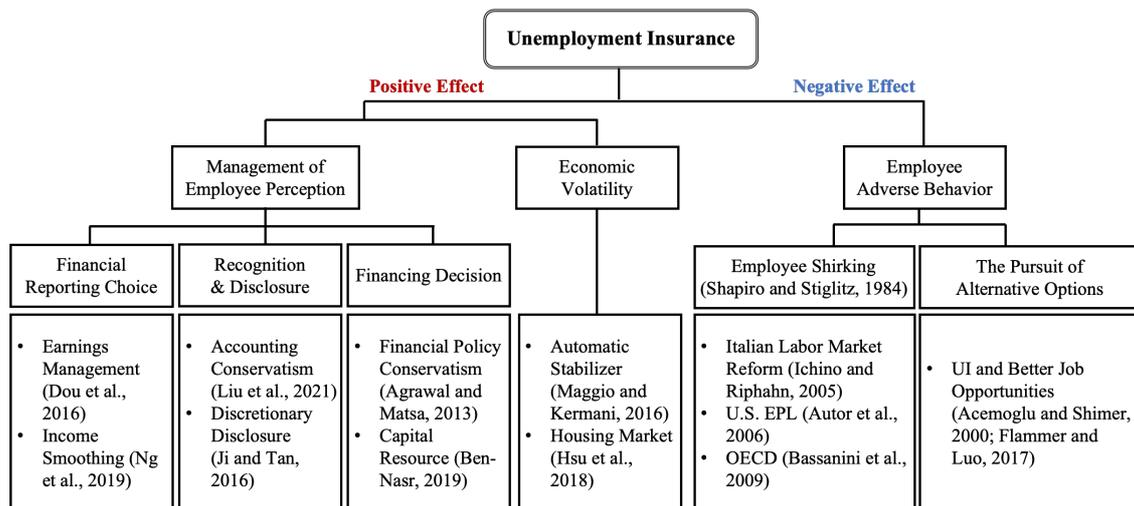 Unemployment Insurance
Positive Effect
Negative Effect
Management of
Employee Perception
Economic
Volatility
Employee
Adverse Behavior
Financial
Reporting Choice
Recognition
& Disclosure
Financing Decision
Employee Shirking
(Shapiro and Stiglitz, 1984)
The Pursuit of
Alternative Options
• Earnings
Management
(Dou et al.,
2016)
• Income
Smoothing (Ng
et al., 2019)
• Accounting
Conservatism
(Liu et al., 2021)
• Discretionary
Disclosure
(Ji and Tan,
2016)
• Financial Policy
Conservatism
(Agrawal and
Matsa, 2013)
• Capital
Resource (Ben-
Nasr, 2019)
• Automatic
Stabilizer
(Maggio and
Kermani, 2016)
• Housing Market
(Hsu et al.,
2018)
• Italian Labor Market
Reform (Ichino and
Riphahn, 2005)
• U.S. EPL (Autor et al.,
2006)
• OECD (Bassanini et al.,
2009)
• UI and Better Job
Opportunities
(Acemoglu and Shimer,
2000; Flammer and
Luo, 2017)